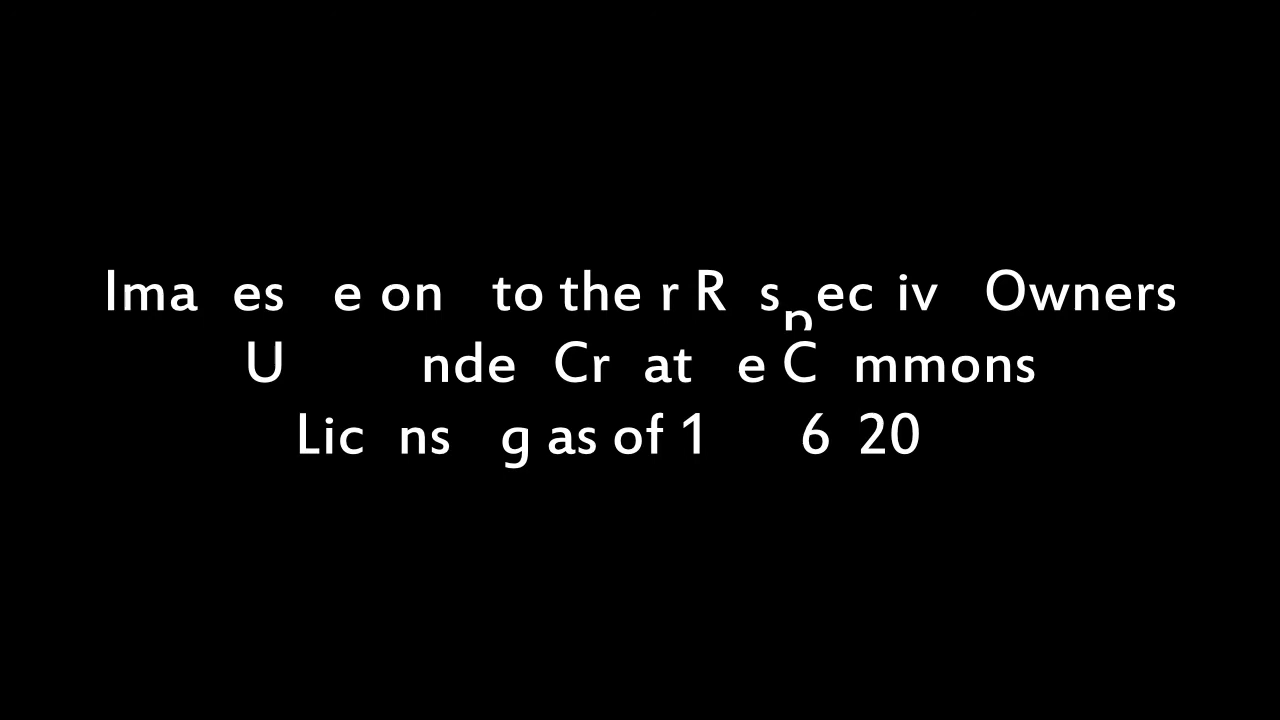 Ima es e on to the r R s p ec iv Owners
U nde Cr at e C mmons
Lic ns g as of 1 6 20